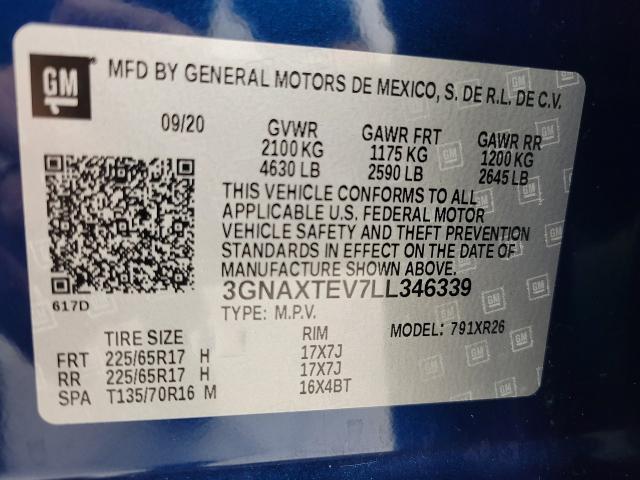 GM
MFD BY GENERAL MOTORS DE MEXICO, S. DE R.L. DE C.V.
09/20 GVWR GAWR FRT GAWR RR
2100 KG 1175 KG 1200 KG
4630 LB 2590 LB 2645 LB
THIS VEHICLE CONFORMS TO ALL
APPLICABLE U.S. FEDERAL MOTOR
VEHICLE SAFETY AND THEFT PREVENTION
STANDARDS IN EFFECT ON THE DATE OF
MANUFACTURE SHOWN ABOVE.
617D
3GNAXTEV7LL346339
TYPE: M.P.V. MODEL: 791XR26
TIRE SIZE RIM
FRT 225/65R17 H 17X7J
RR 225/65R17 H 17X7J
SPA T135/70R16 M 16X4BT